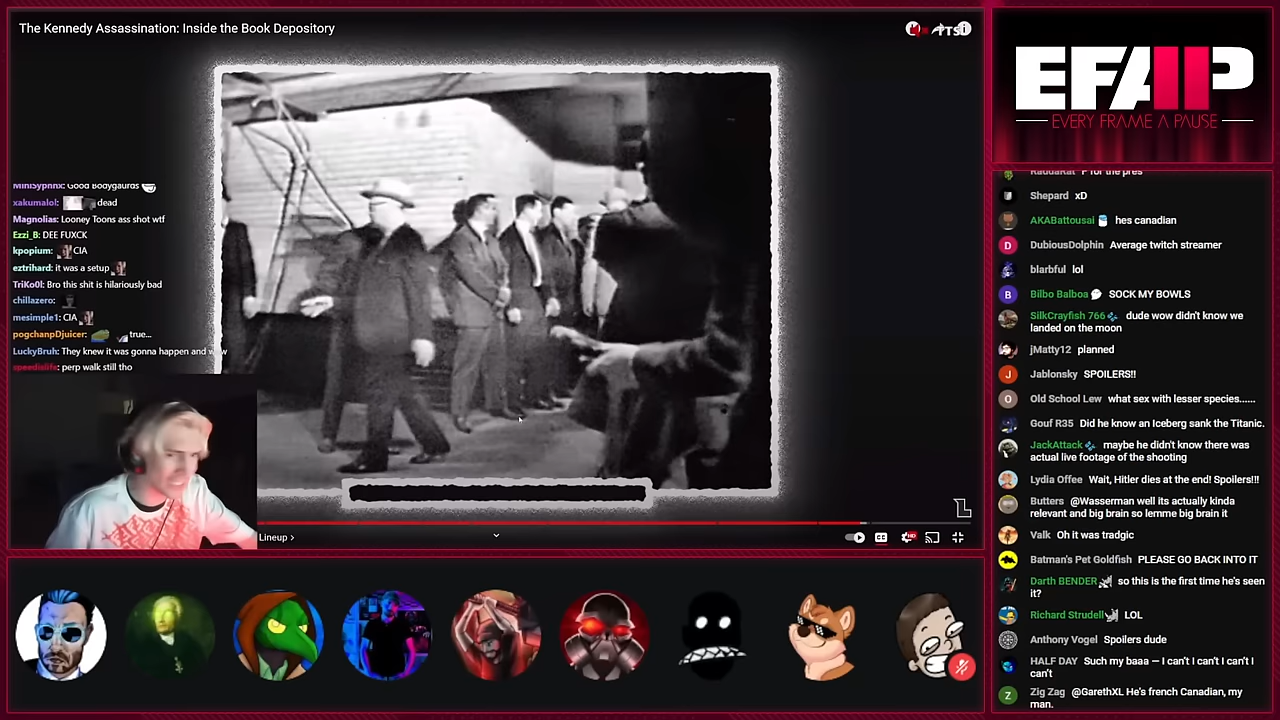 The Kennedy Assassination: Inside the Book Depository
MiniSyphnx: Good Bodygaurds
xakumalo!: dead
Magnolias: Looney Toons ass shot wtf
Ezzi_B: DEE FUXCK
kpopium: CIA
eztrihard: it was a setup
TriKo0l: Bro this shit is hilariously bad
chillazero:
mesimple1: CIA
pogchanpDjuicer: true...
LuckyBruh: They knew it was gonna happen and
speedislife: perp walk still tho
Lineup >
CC
HD
EFAP
EVERY FRAME A PAUSE
RaddaRat F for the pres
Shepard xD
AKABattousai hes canadian
DubiousDolphin Average twitch streamer
blarbful lol
B
Bilbo Balboa SOCK MY BOWLS
SilkCrayfish 766 dude wow didn't know we
landed on the moon
jMatty12 planned
J
Jablonsky SPOILERS!!
O
Old School Lew what sex with lesser species......
Gouf R35 Did he know an Iceberg sank the Titanic.
JackAttack maybe he didn't know there was
actual live footage of the shooting
Lydia Offee Wait, Hitler dies at the end! Spoilers!!!
Butters @Wasserman well its actually kinda
relevant and big brain so lemme big brain it
Valk Oh it was tradgic
Batman's Pet Goldfish PLEASE GO BACK INTO IT
Darth BENDER so this is the first time he's seen
it?
Richard Strudell LOL
Anthony Vogel Spoilers dude
HALF DAY Such my baaa — I can't I can't I can't I
can't
Z
Zig Zag @GarethXL He's french Canadian, my
man.